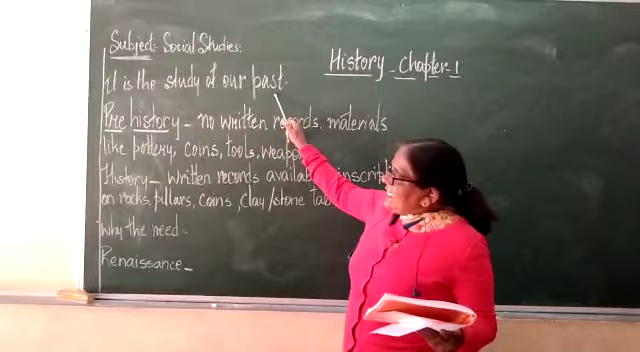 Subject:- Social Studies:
History - Chapter-1
It is the study of our past.
Pre history - no written records, materials
like pottery, coins, tools,
History - Written records available
on rocks, pillars, coins, clay/stone
Why the need.
Renaissance -